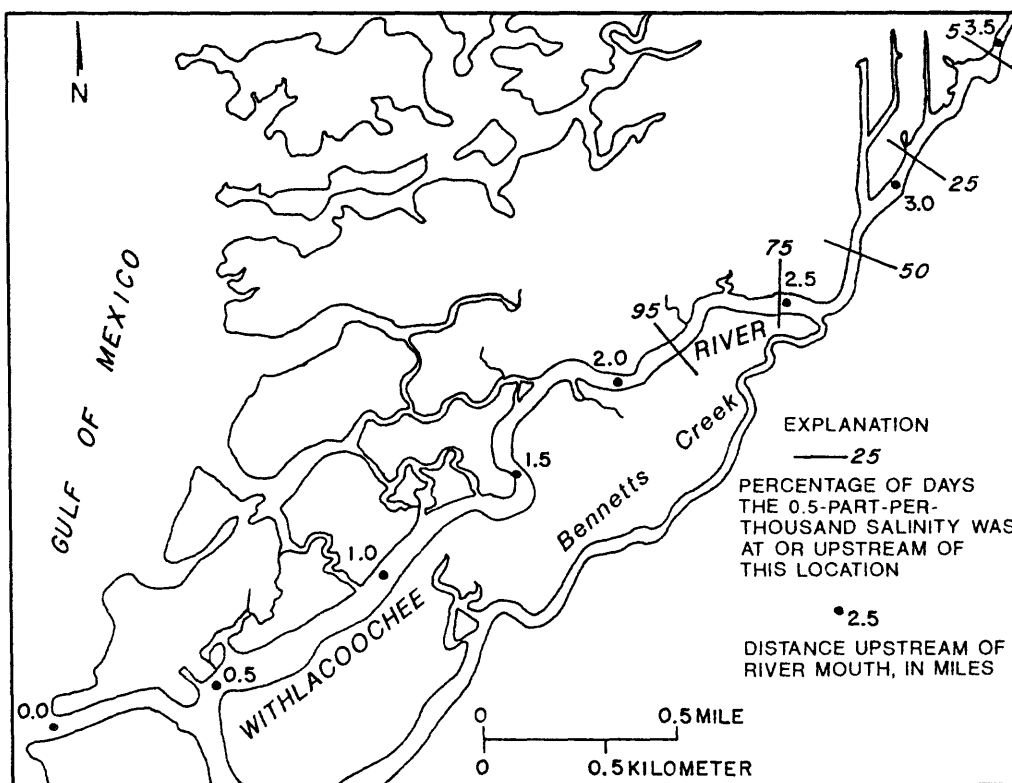 N
GULF OF MEXICO
5
3.5
25
3.0
50
75
2.5
95
RIVER
2.0
Bennetts Creek
1.5
1.0
WITHLACOOCHEE
0.5
0.0
EXPLANATION
25
PERCENTAGE OF DAYS
THE 0.5-PART-PER-
THOUSAND SALINITY WAS
AT OR UPSTREAM OF
THIS LOCATION
2.5
DISTANCE UPSTREAM OF
RIVER MOUTH, IN MILES
0 0.5 MILE
0 0.5 KILOMETER